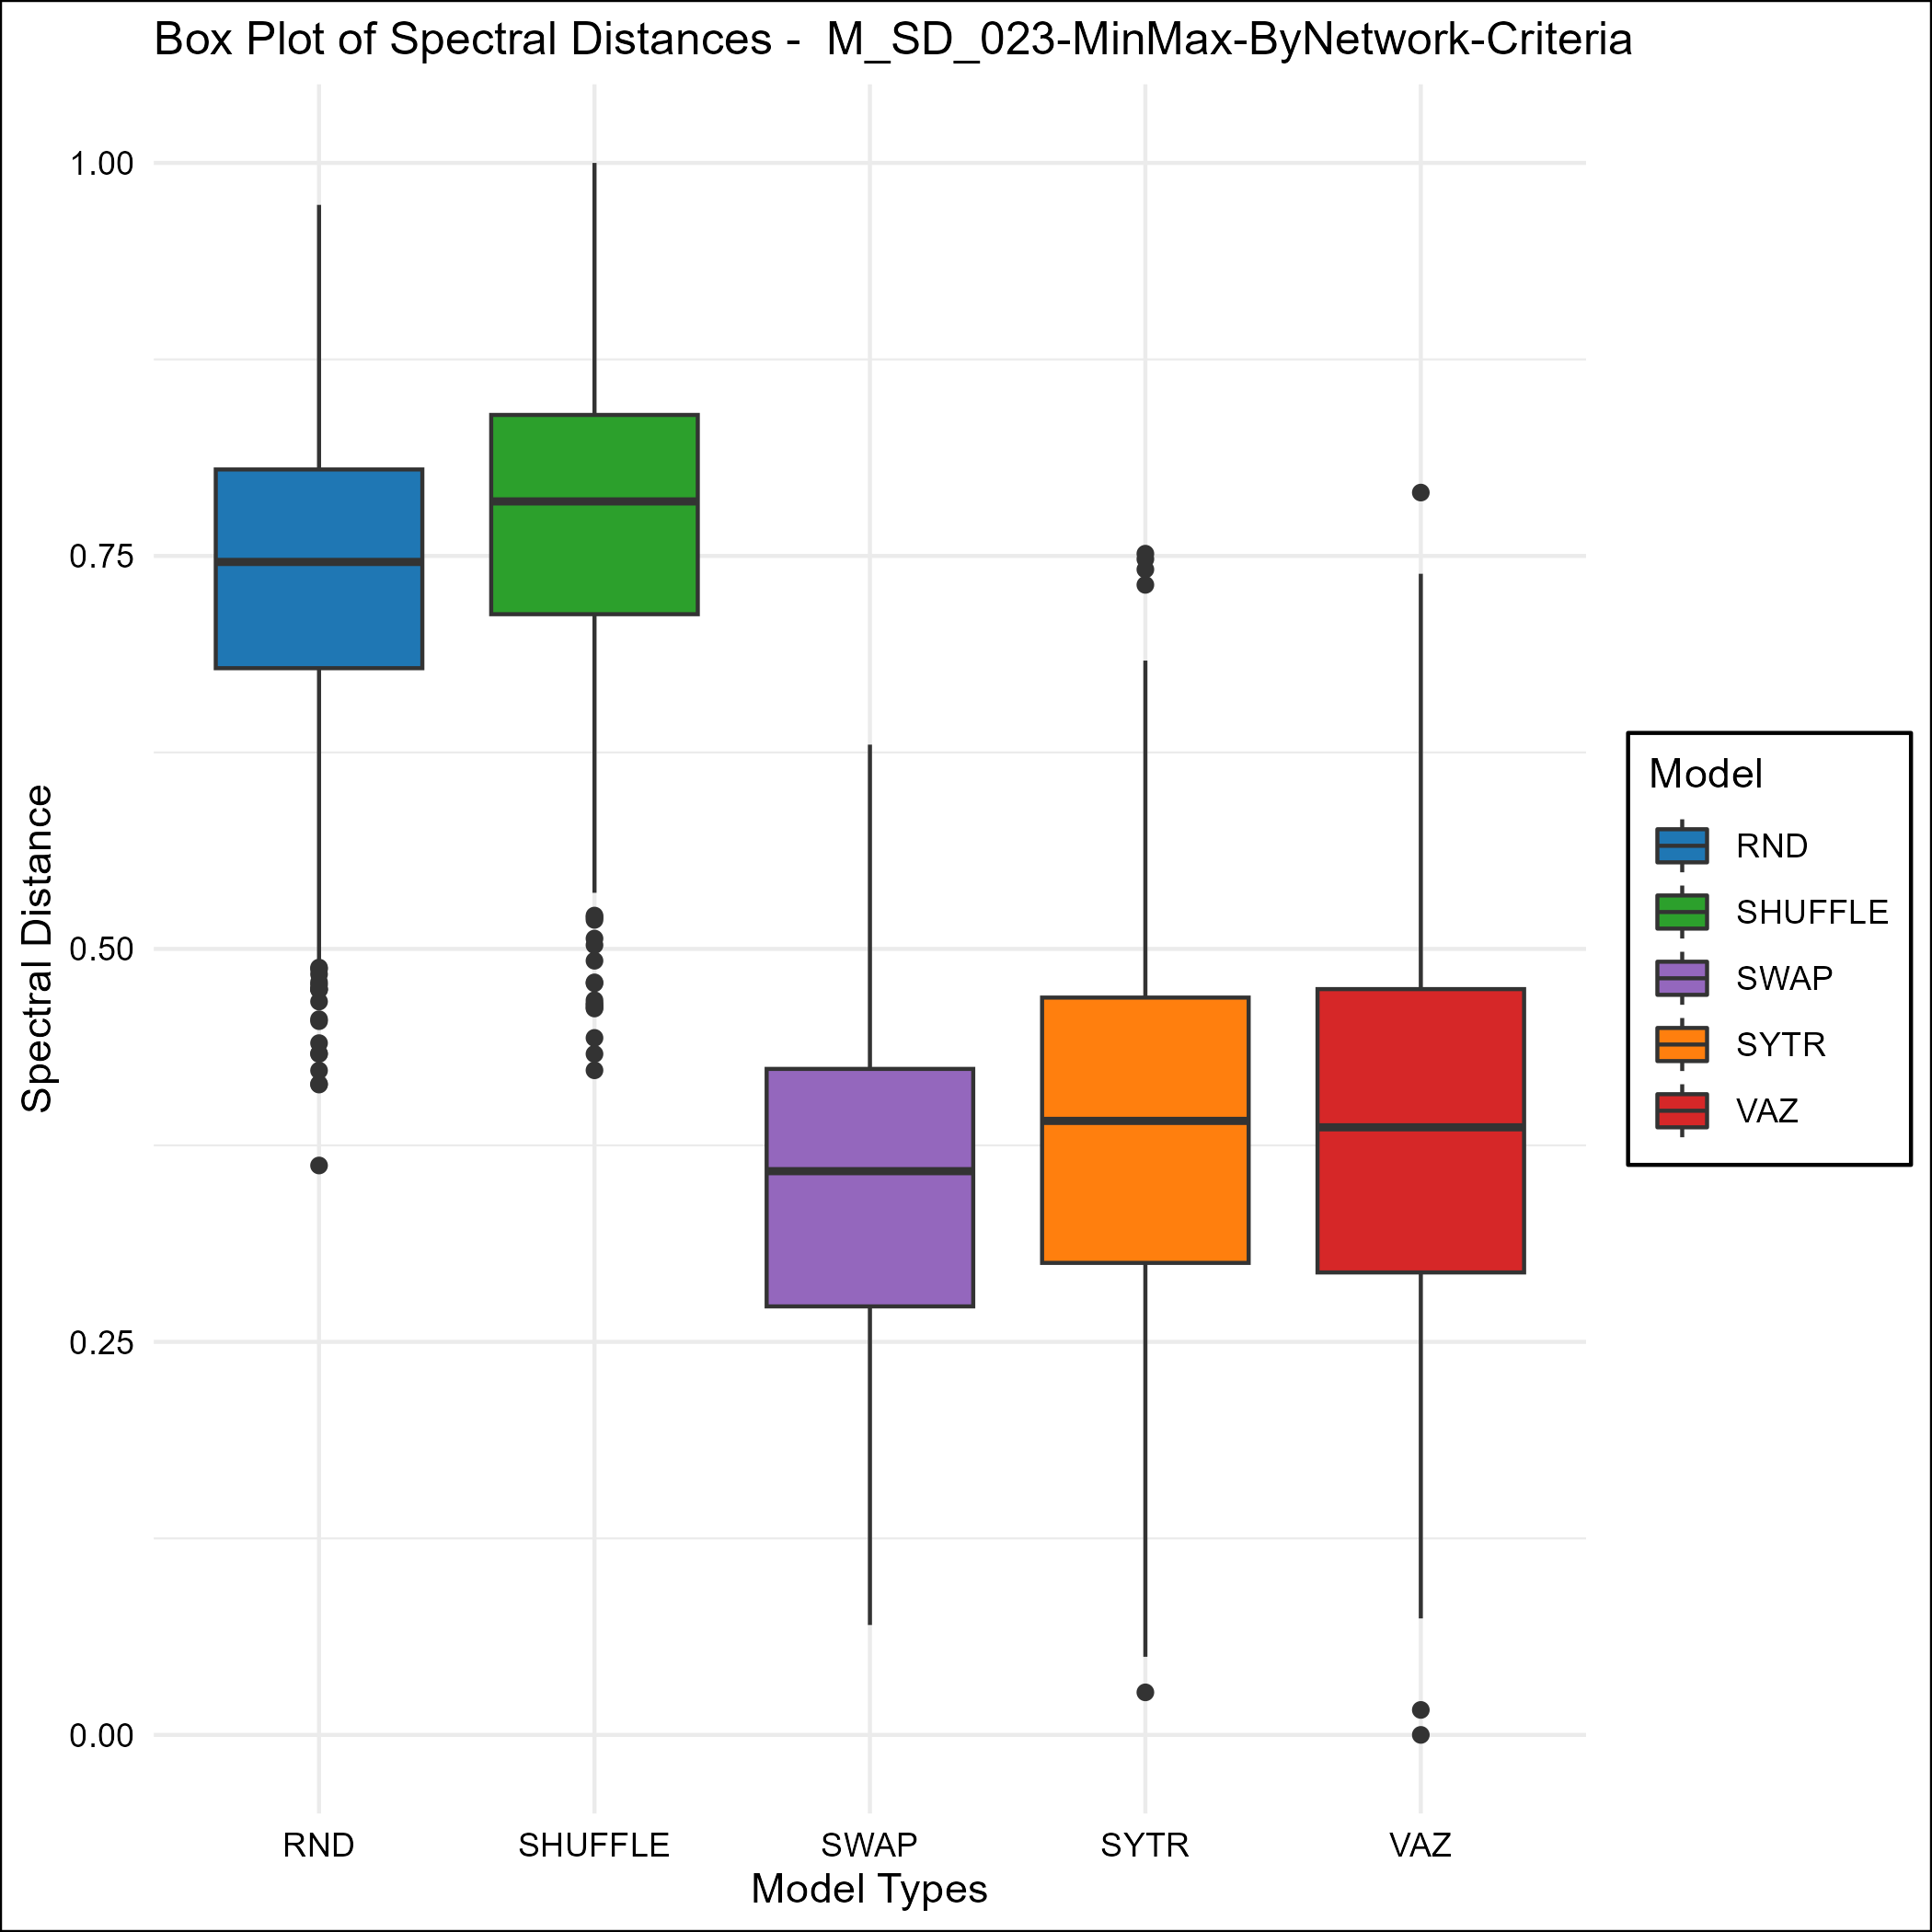 Box Plot of Spectral Distances -  M_SD_023-MinMax-ByNetwork-Criteria
Spectral Distance
1.00
0.75
0.50
0.25
0.00
RND
SHUFFLE
SWAP
SYTR
VAZ
Model Types
Model
RND
SHUFFLE
SWAP
SYTR
VAZ